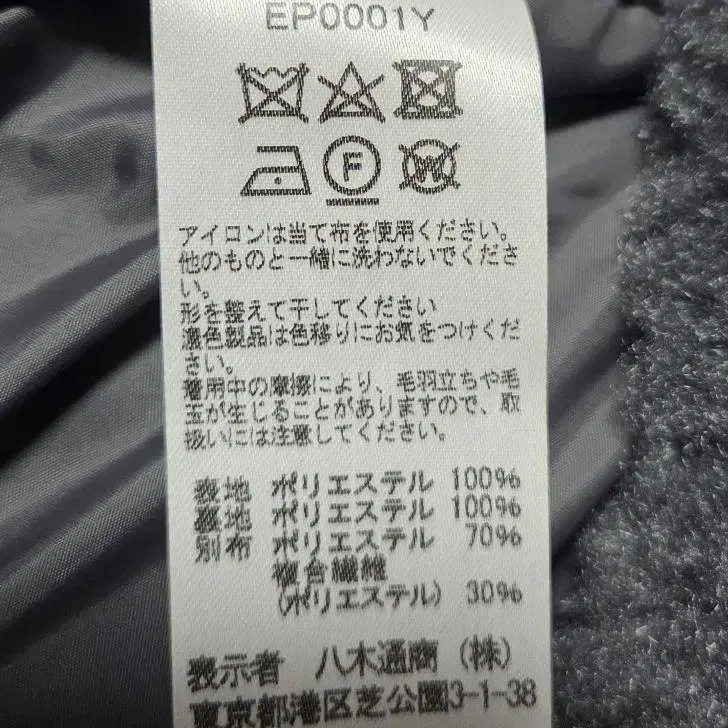 EP0001Y
F
W
アイロンは当て布を使用ください。
他のものと一緒に洗わないでくださ
い。
形を整えて干してください
濃色製品は色移りにお気をつけくだ
さい。
着用中の摩擦により、毛羽立ちや毛
玉が生じることがありますので、取
扱いには注意してください。
表地 ポリエステル 100%
裏地 ポリエステル 100%
別布 ポリエステル 70%
複合繊維
(ポリエステル) 30%
表示者 八木通商(株)
東京都港区芝公園3-1-38